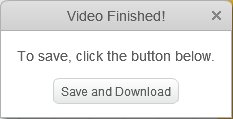 Video Finished!
To save, click the button below.
Save and Download